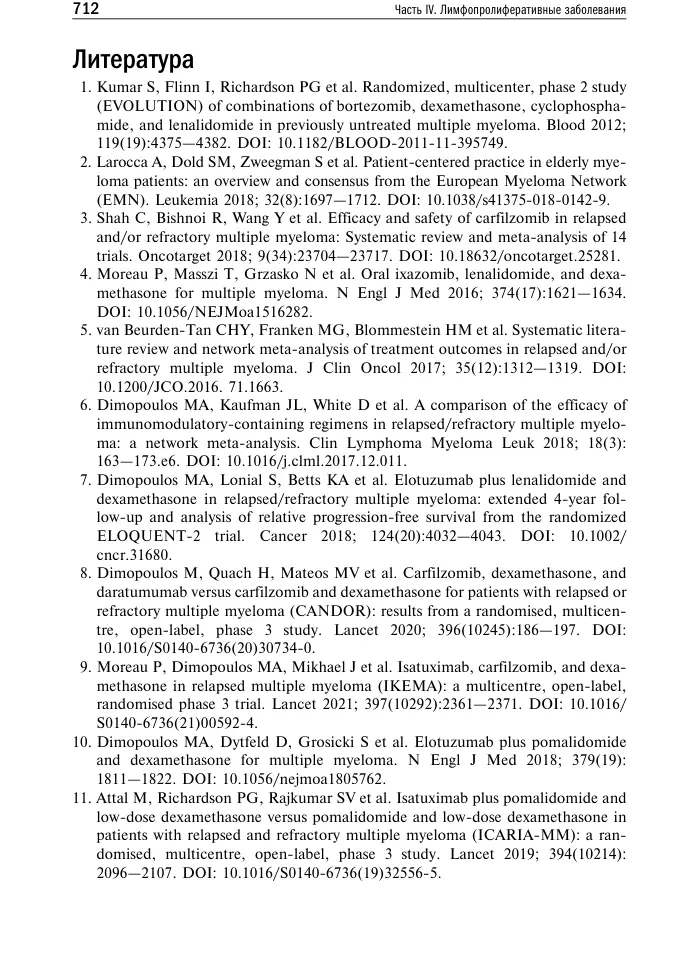 712
Часть IV. Лимфопролиферативные заболевания
Литература
1. Kumar S, Flinn I, Richardson PG et al. Randomized, multicenter, phase 2 study
(EVOLUTION) of combinations of bortezomib, dexamethasone, cyclophospha-
mide, and lenalidomide in previously untreated multiple myeloma. Blood 2012;
119(19):4375—4382. DOI: 10.1182/BLOOD-2011-11-395749.
2. Larocca A, Dold SM, Zweegman S et al. Patient-centered practice in elderly mye-
loma patients: an overview and consensus from the European Myeloma Network
(EMN). Leukemia 2018; 32(8):1697—1712. DOI: 10.1038/s41375-018-0142-9.
3. Shah C, Bishnoi R, Wang Y et al. Efficacy and safety of carfilzomib in relapsed
and/or refractory multiple myeloma: Systematic review and meta-analysis of 14
trials. Oncotarget 2018; 9(34):23704—23717. DOI: 10.18632/oncotarget.25281.
4. Moreau P, Masszi T, Grzasko N et al. Oral ixazomib, lenalidomide, and dexa-
methasone for multiple myeloma. N Engl J Med 2016; 374(17):1621—1634.
DOI: 10.1056/NEJMoa1516282.
5. van Beurden-Tan CHY, Franken MG, Blommestein HM et al. Systematic litera-
ture review and network meta-analysis of treatment outcomes in relapsed and/or
refractory multiple myeloma. J Clin Oncol 2017; 35(12):1312—1319. DOI:
10.1200/JCO.2016. 71.1663.
6. Dimopoulos MA, Kaufman JL, White D et al. A comparison of the efficacy of
immunomodulatory-containing regimens in relapsed/refractory multiple myelo-
ma: a network meta-analysis. Clin Lymphoma Myeloma Leuk 2018; 18(3):
163—173.e6. DOI: 10.1016/j.clml.2017.12.011.
7. Dimopoulos MA, Lonial S, Betts KA et al. Elotuzumab plus lenalidomide and
dexamethasone in relapsed/refractory multiple myeloma: extended 4-year fol-
low-up and analysis of relative progression-free survival from the randomized
ELOQUENT-2 trial. Cancer 2018; 124(20):4032—4043. DOI: 10.1002/
cncr.31680.
8. Dimopoulos M, Quach H, Mateos MV et al. Carfilzomib, dexamethasone, and
daratumumab versus carfilzomib and dexamethasone for patients with relapsed or
refractory multiple myeloma (CANDOR): results from a randomised, multicen-
tre, open-label, phase 3 study. Lancet 2020; 396(10245):186—197. DOI:
10.1016/S0140-6736(20)30734-0.
9. Moreau P, Dimopoulos MA, Mikhael J et al. Isatuximab, carfilzomib, and dexa-
methasone in relapsed multiple myeloma (IKEMA): a multicentre, open-label,
randomised phase 3 trial. Lancet 2021; 397(10292):2361—2371. DOI: 10.1016/
S0140-6736(21)00592-4.
10. Dimopoulos MA, Dytfeld D, Grosicki S et al. Elotuzumab plus pomalidomide
and dexamethasone for multiple myeloma. N Engl J Med 2018; 379(19):
1811—1822. DOI: 10.1056/nejmoa1805762.
11. Attal M, Richardson PG, Rajkumar SV et al. Isatuximab plus pomalidomide and
low-dose dexamethasone versus pomalidomide and low-dose dexamethasone in
patients with relapsed and refractory multiple myeloma (ICARIA-MM): a ran-
domised, multicentre, open-label, phase 3 study. Lancet 2019; 394(10214):
2096—2107. DOI: 10.1016/S0140-6736(19)32556-5.